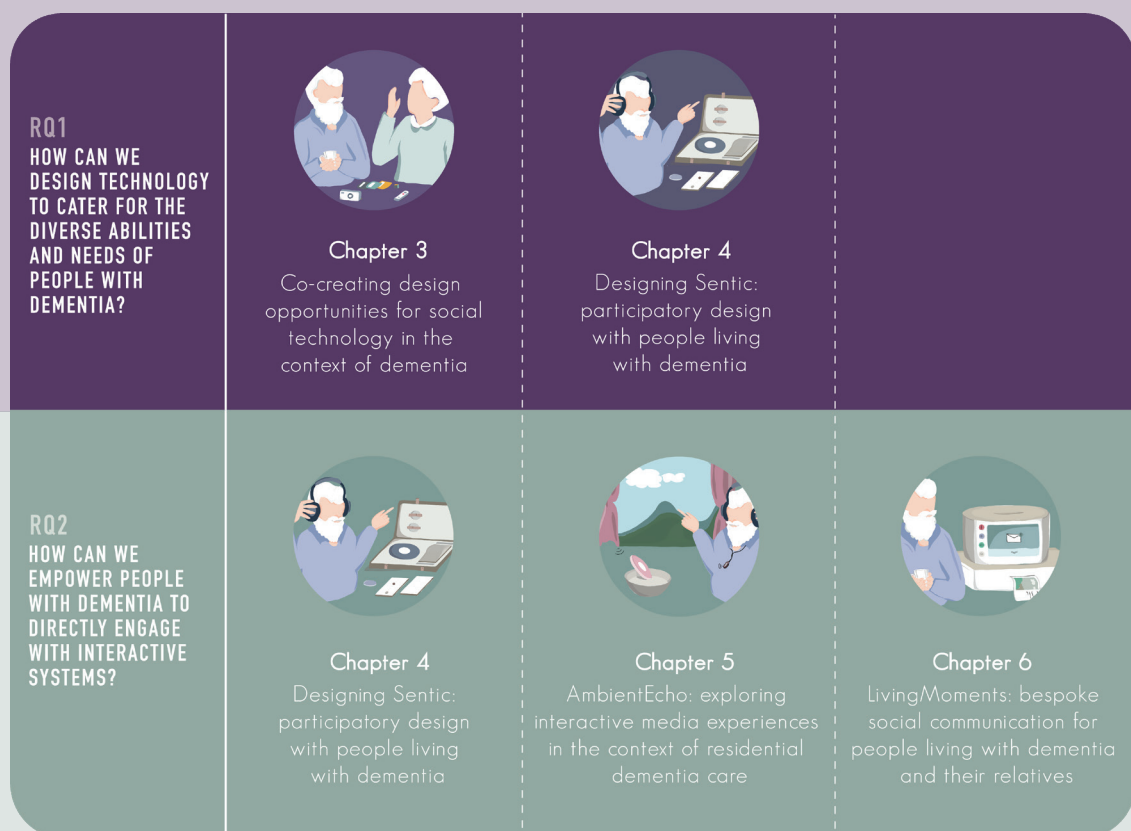 RQ1
HOW CAN WE
DESIGN TECHNOLOGY
TO CATER FOR THE
DIVERSE ABILITIES
AND NEEDS OF
PEOPLE WITH
DEMENTIA?
Chapter 3
Co-creating design
opportunities for social
technology in the
context of dementia
Chapter 4
Designing Sentic:
participatory design
with people living
with dementia
RQ2
HOW CAN WE
EMPOWER PEOPLE
WITH DEMENTIA TO
DIRECTLY ENGAGE
WITH INTERACTIVE
SYSTEMS?
Chapter 4
Designing Sentic:
participatory design
with people living
with dementia
Chapter 5
AmbientEcho: exploring
interactive media experiences
in the context of residential
dementia care
Chapter 6
LivingMoments: bespoke
social communication for
people living with dementia
and their relatives